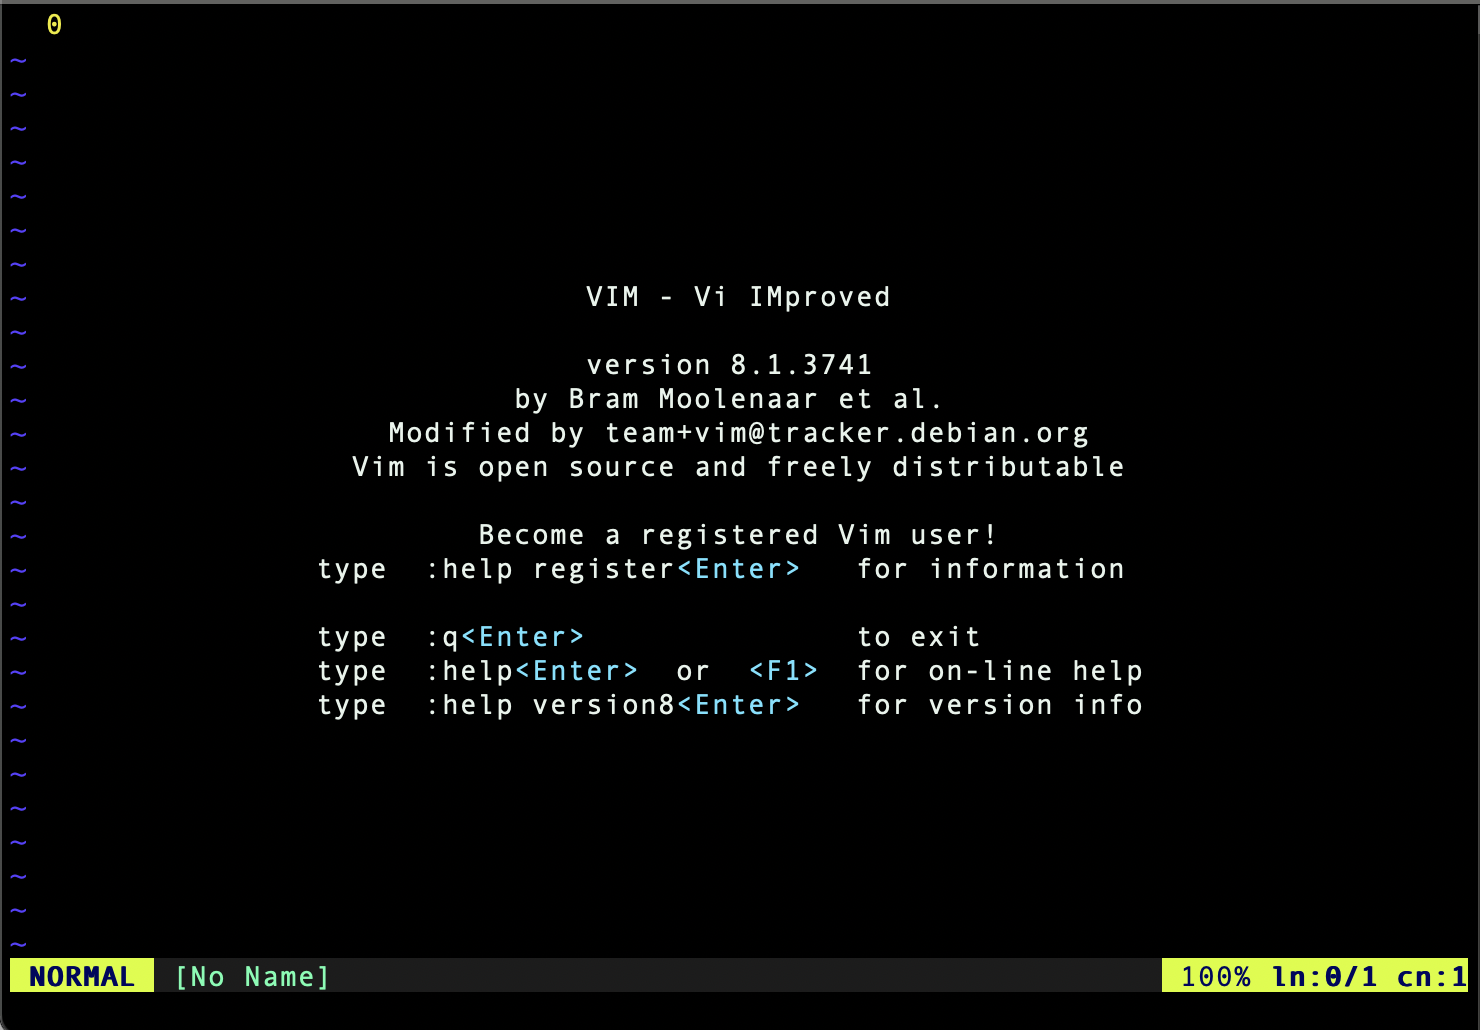 0
~
~
~
~
~
~
~
~ VIM - Vi IMproved
~
~ version 8.1.3741
~ by Bram Moolenaar et al.
~ Modified by team+vim@tracker.debian.org
~ Vim is open source and freely distributable
~
~ Become a registered Vim user!
~ type :help register<Enter> for information
~
~ type :q<Enter> to exit
~ type :help<Enter> or <F1> for on-line help
~ type :help version8<Enter> for version info
~
~
~
~
~
~
~
NORMAL [No Name] 100% ln:0/1 cn:1